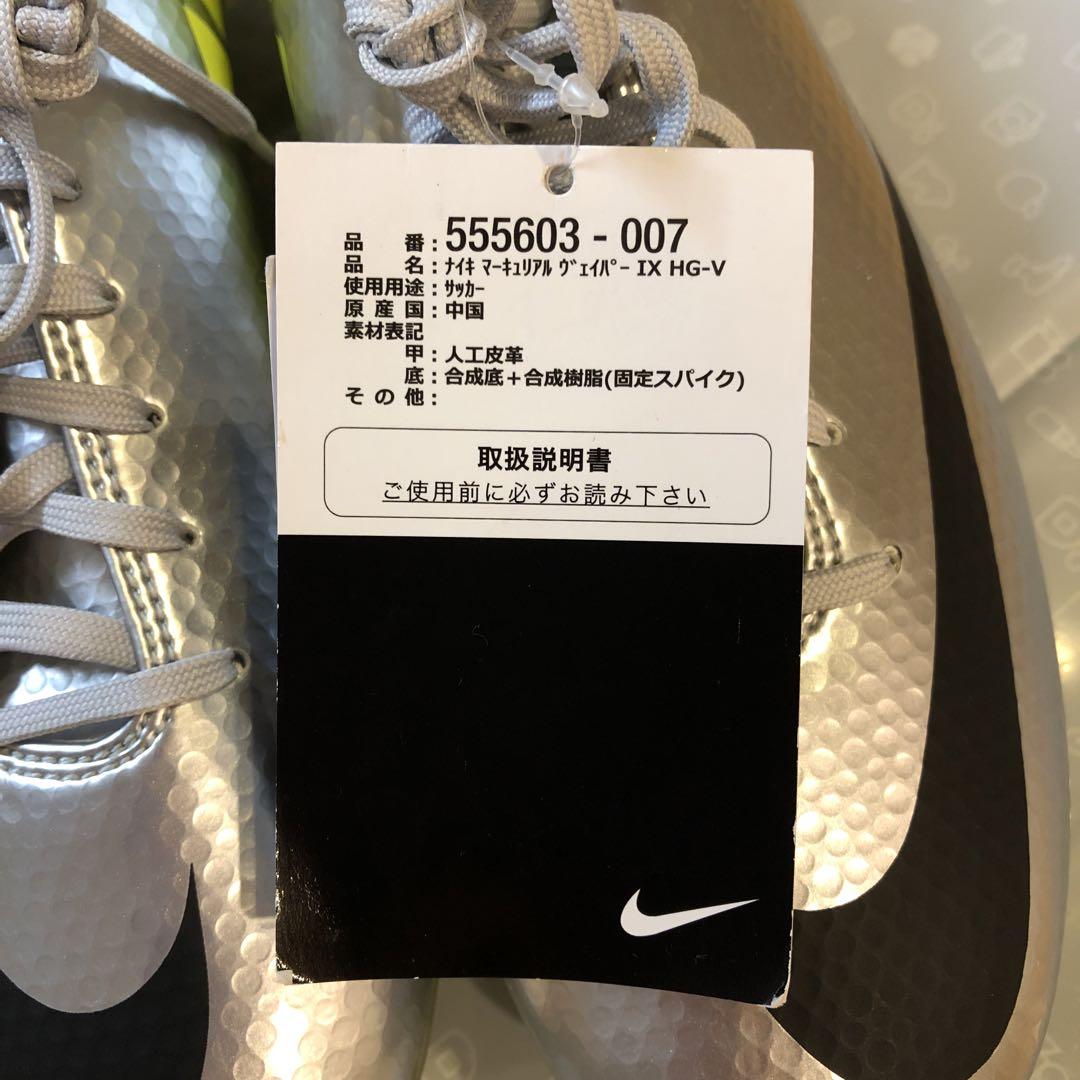 品番:555603 - 007
品名:ﾅｲｷ ﾏｰｷｭﾘｱﾙ ｳﾞｪｲﾊﾟｰ IX HG-V
使用用途:ｻｯｶｰ
原産国:中国
素材表記
甲:人工皮革
底:合成底＋合成樹脂(固定スパイク)
その他:
取扱説明書
ご使用前に必ずお読み下さい